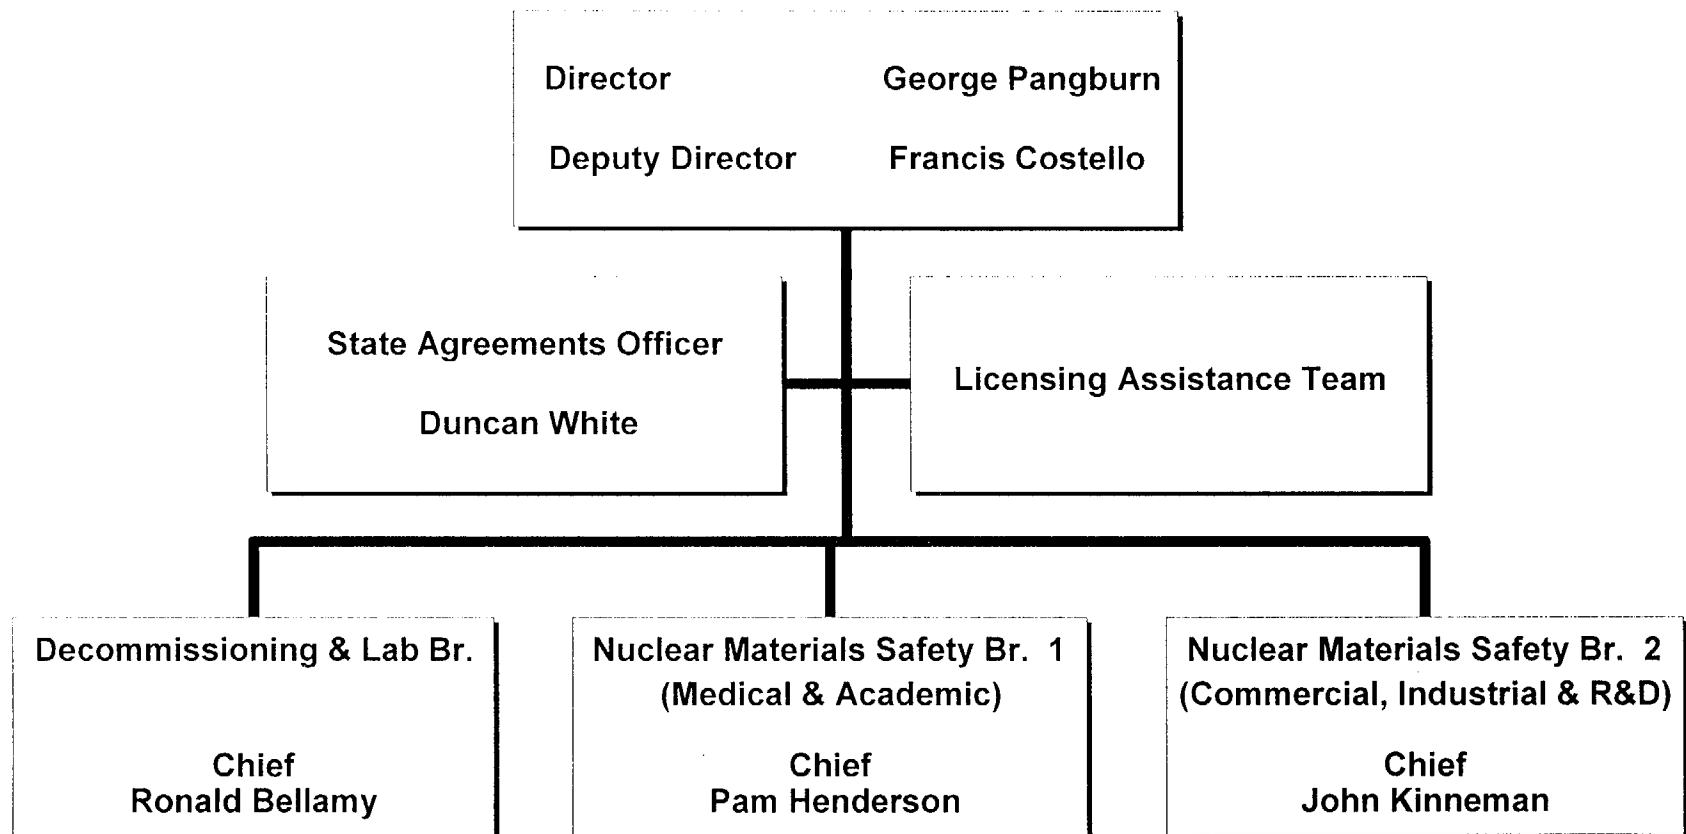 Director George Pangburn
Deputy Director Francis Costello
State Agreements Officer
Duncan White
Licensing Assistance Team
Decommissioning & Lab Br.
Chief
Ronald Bellamy
Nuclear Materials Safety Br. 1
(Medical & Academic)
Chief
Pam Henderson
Nuclear Materials Safety Br. 2
(Commercial, Industrial & R&D)
Chief
John Kinneman